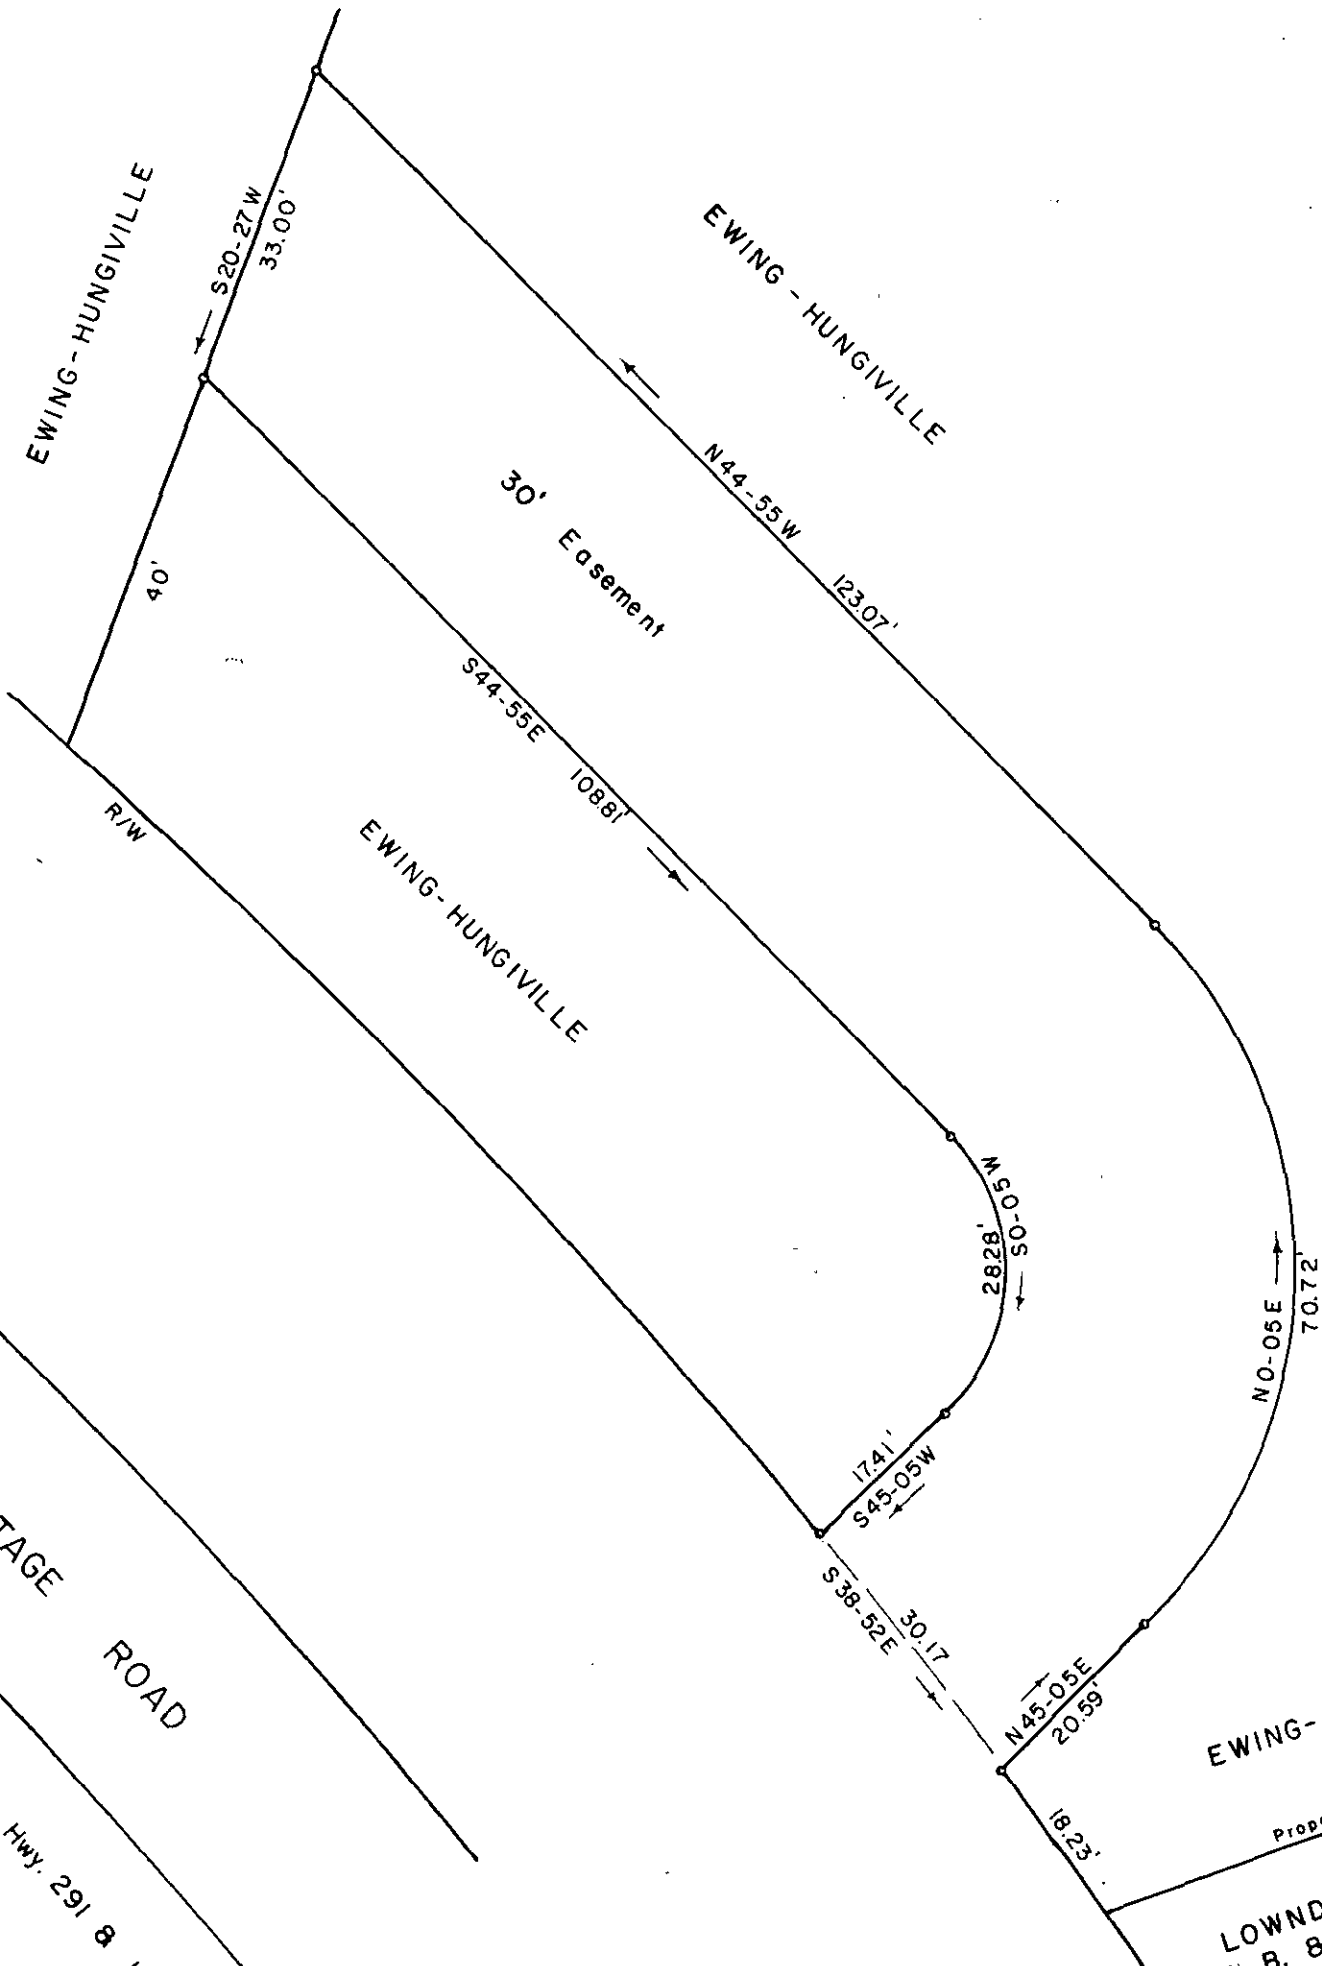 EWING-HUNGIVILLE
S20-27W
33.00'
EWING - HUNGIVILLE
30' Easement
N44-55W 123.07'
40'
S44-55E 108.81'
R/W
EWING-HUNGIVILLE
S0-05W
28.28'
N0-05E
70.72'
17.41'
S45-05W
S38-52E
30.17
N45-05E
20.59'
18.23'
EWING-
ROAD
Hwy. 291 &
B. 8